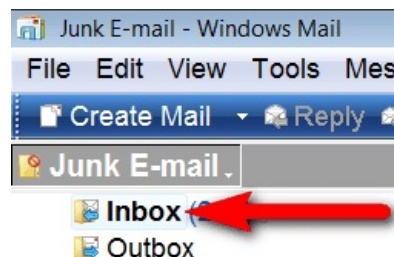 Junk E-mail - Windows Mail
File Edit View Tools
Create Mail Reply
Junk E-mail
Inbox
Outbox